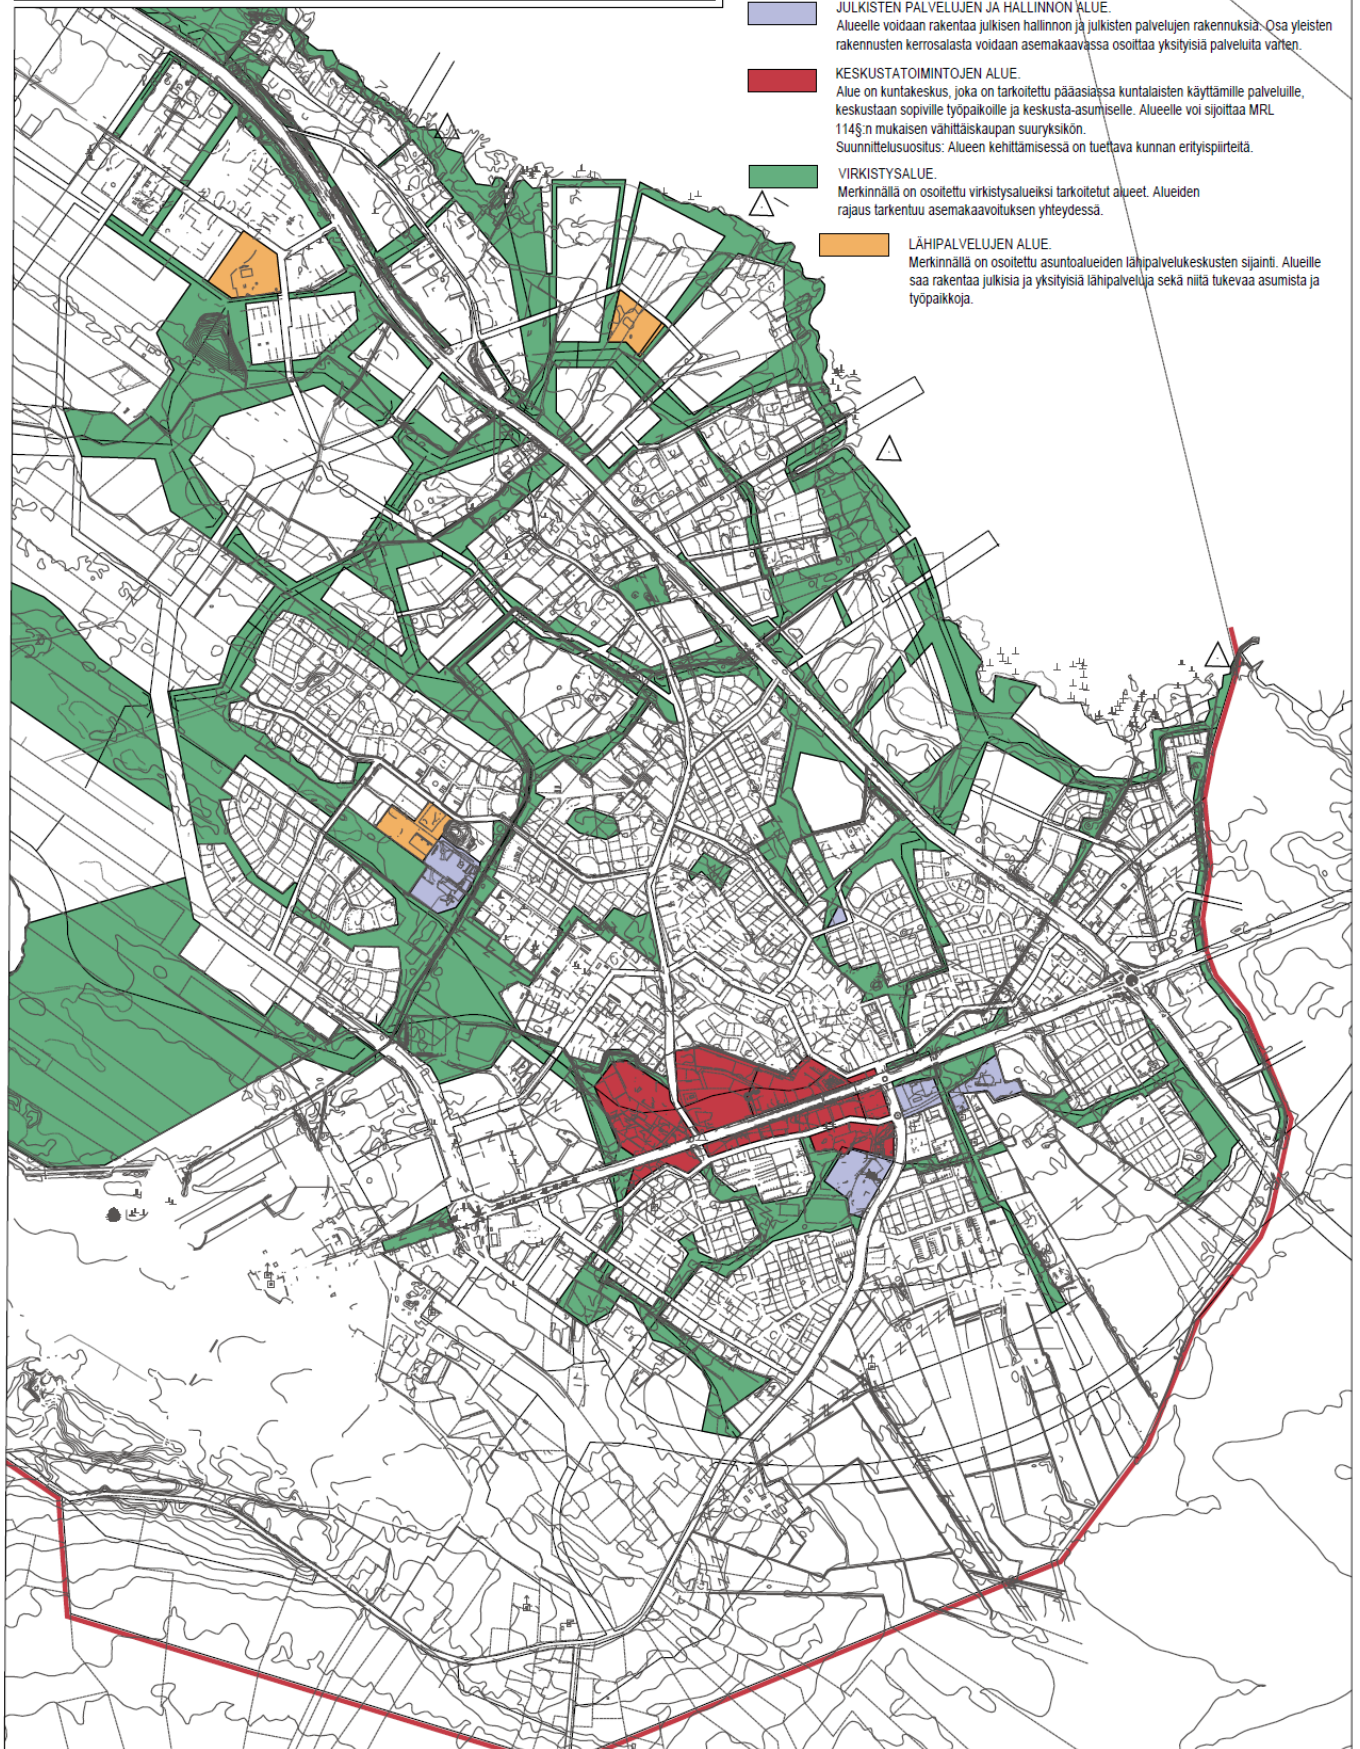 JULKISTEN PALVELUJEN JA HALLINNON ALUE.
Alueelle voidaan rakentaa julkisen hallinnon ja julkisten palvelujen rakennuksia. Osa yleisten
rakennusten kerrosalasta voidaan asemakaavassa osoittaa yksityisiä palveluita varten.
KESKUSTATOIMINTOJEN ALUE.
Alue on kuntakeskus, joka on tarkoitettu pääasiassa kuntalaisten käyttämille palveluille,
keskustaan sopiville työpaikoille ja keskusta-asumiselle. Alueelle voi sijoittaa MRL
114§:n mukaisen vähittäiskaupan suuryksikön.
Suunnittelusuositus: Alueen kehittämisessä on tuettava kunnan erityispiirteitä.
VIRKISTYSALUE.
Merkinnällä on osoitettu virkistysalueiksi tarkoitetut alueet. Alueiden
rajaus tarkentuu asemakaavoituksen yhteydessä.
LÄHIPALVELUJEN ALUE.
Merkinnällä on osoitettu asuntoalueiden lähipalvelukeskusten sijainti. Alueille
saa rakentaa julkisia ja yksityisiä lähipalveluja sekä niitä tukevaa asumista ja
työpaikkoja.